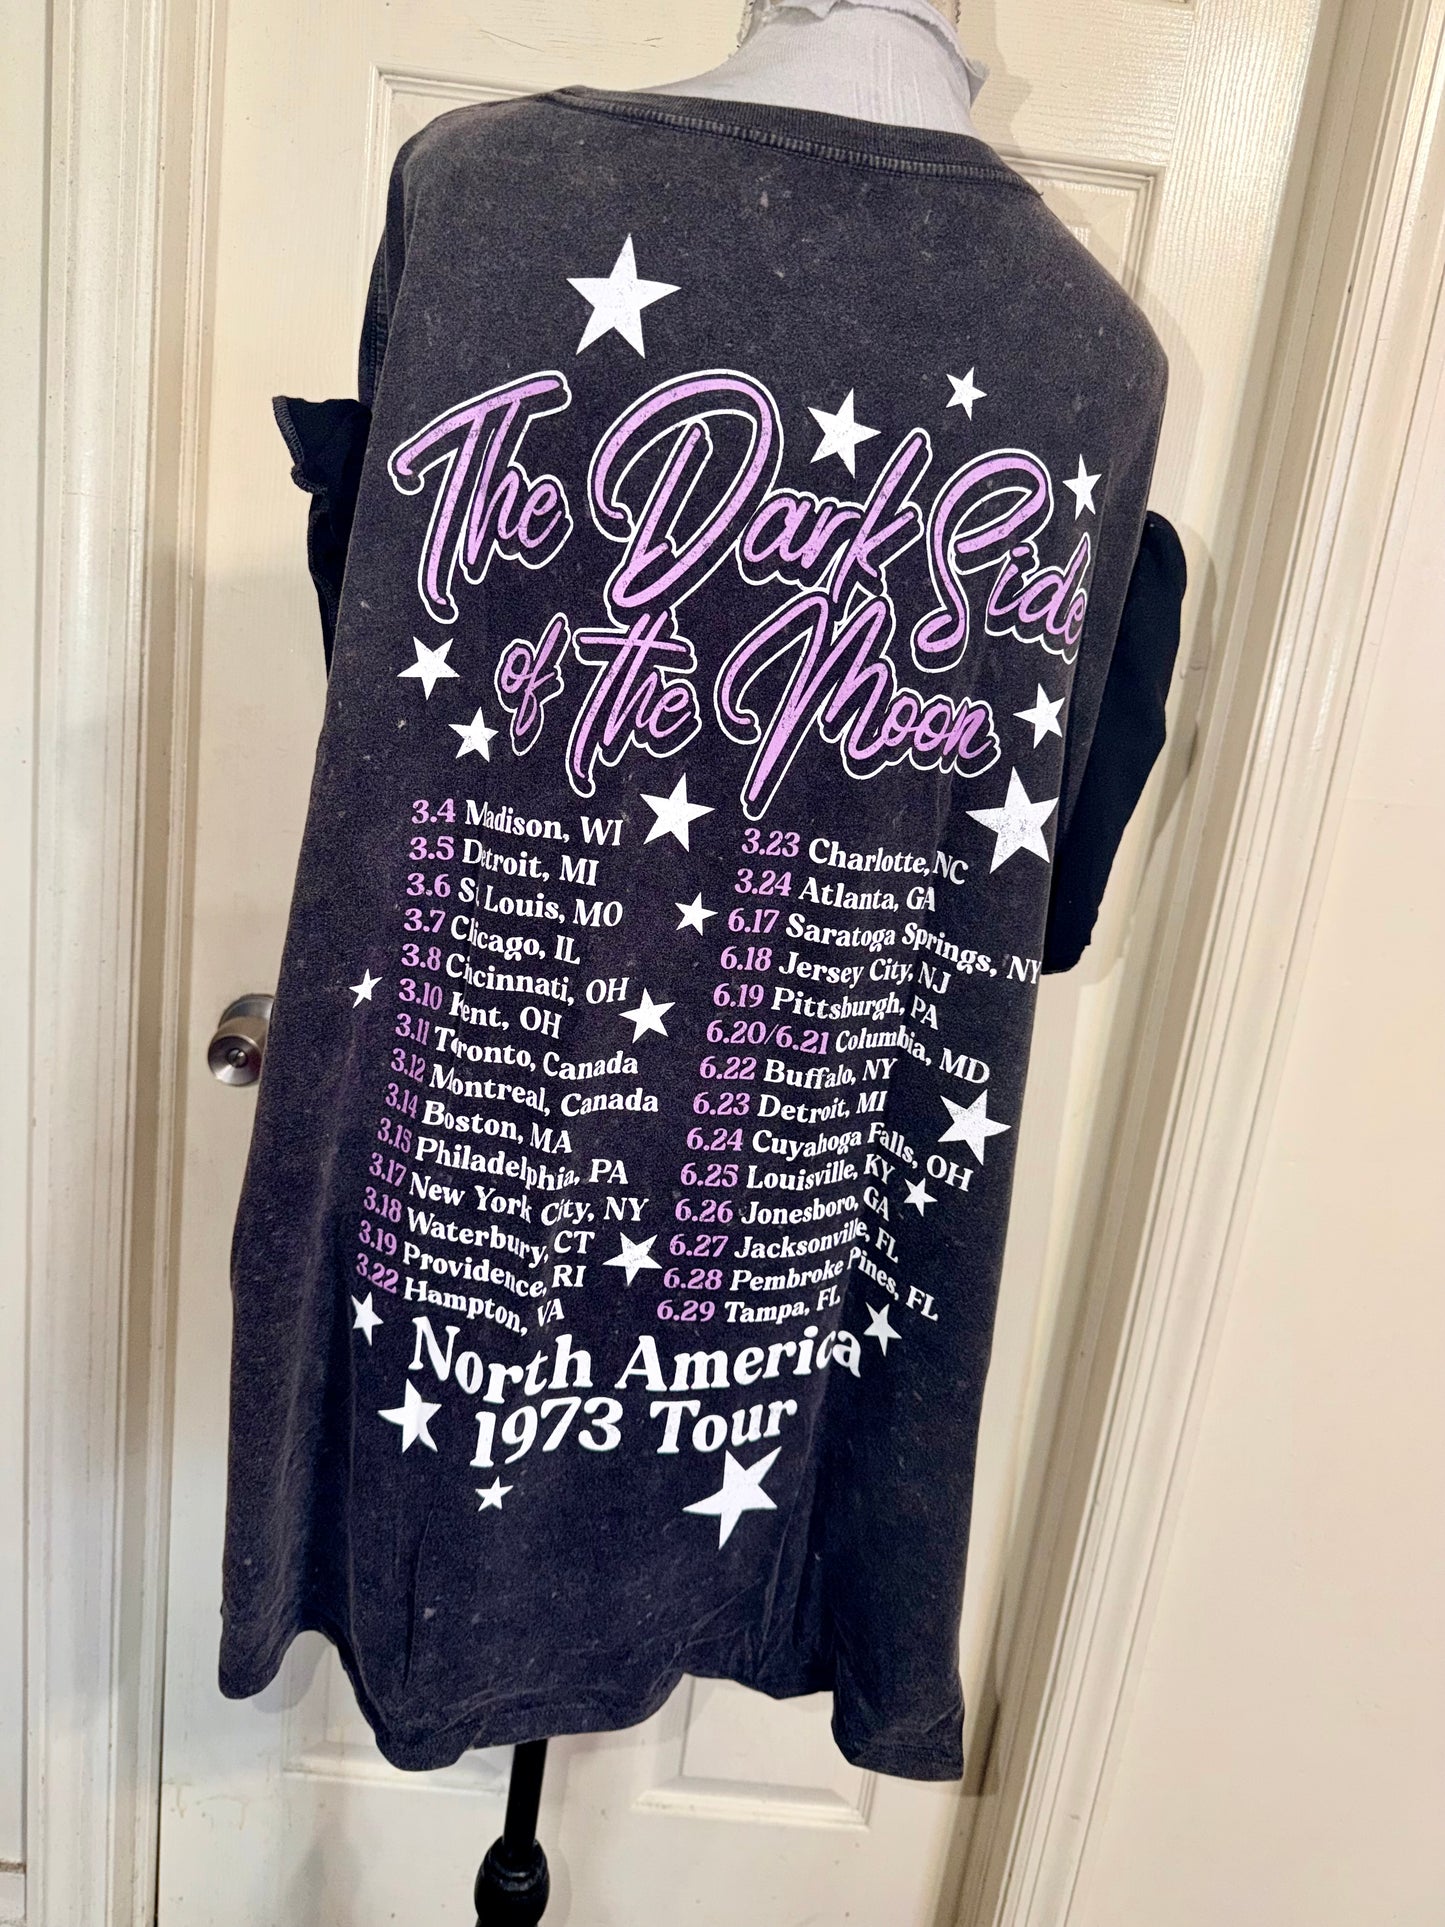 The Dark Side
of the Moon
3.4 Madison, WI
3.5 Detroit, MI
3.6 St. Louis, MO
3.7 Chicago, IL
3.8 Cincinnati, OH
3.10 Kent, OH
3.11 Toronto, Canada
3.12 Montreal, Canada
3.14 Boston, MA
3.15 Philadelphia, PA
3.17 New York City, NY
3.18 Waterbury, CT
3.19 Providence, RI
3.22 Hampton, VA
3.23 Charlotte, NC
3.24 Atlanta, GA
6.17 Saratoga Springs, NY
6.18 Jersey City, NJ
6.19 Pittsburgh, PA
6.20/6.21 Columbia, MD
6.22 Buffalo, NY
6.23 Detroit, MI
6.24 Cuyahoga Falls, OH
6.25 Louisville, KY
6.26 Jonesboro, GA
6.27 Jacksonville, FL
6.28 Pembroke Pines, FL
6.29 Tampa, FL
North America
1973 Tour